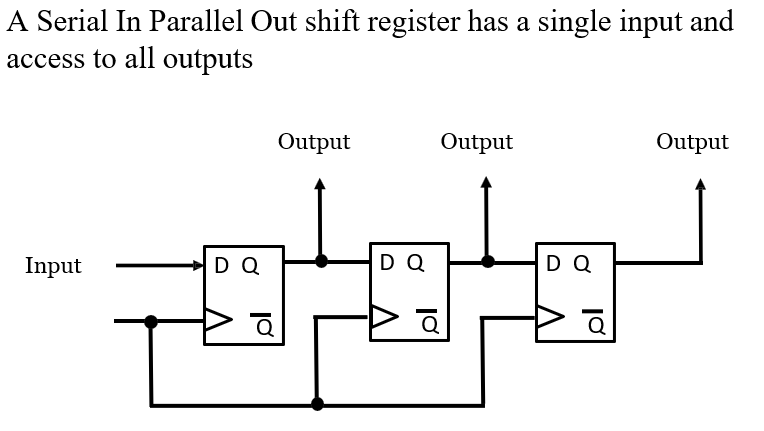 A Serial In Parallel Out shift register has a single input and
access to all outputs
Output Output Output
Input
D Q D Q D Q
Q̅ Q̅ Q̅